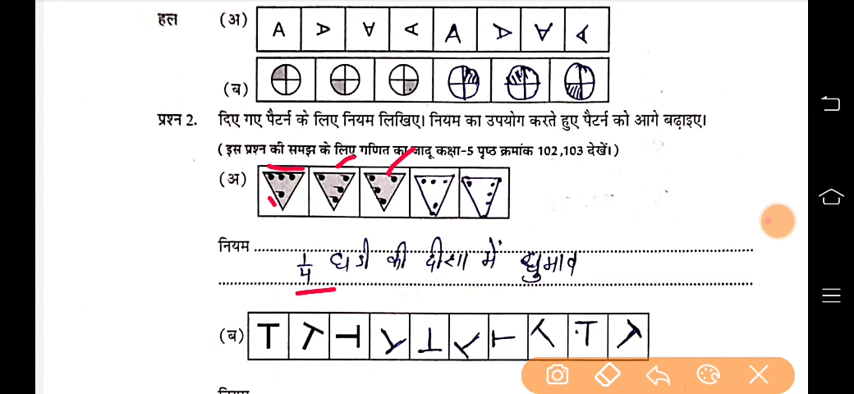 हल (अ) A A A A A A A A
(ब)
प्रश्न 2. दिए गए पैटर्न के लिए नियम लिखिए। नियम का उपयोग करते हुए पैटर्न को आगे बढ़ाइए।
( इस प्रश्न की समझ के लिए गणित का जादू कक्षा-5 पृष्ठ क्रमांक 102,103 देखें। )
(अ)
नियम
1/4 घडी की दीसा में घुमाव
(ब) T T T T T T T T T T